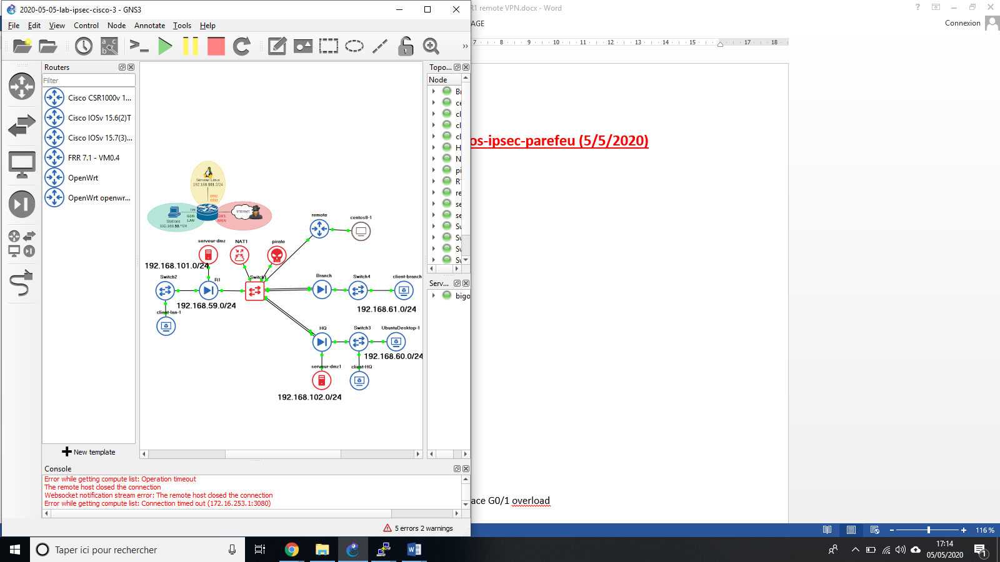 2020-05-05-lab-ipsec-cisco-3 - GNS3
File Edit View Control Node Annotate Tools Help
Routers
Filter
Cisco CSR1000v 1...
Cisco IOSv 15.6(2)T
Cisco IOSv 15.7(3)...
FRR 7.1 - VM0.4
OpenWrt
OpenWrt openwr...
New template
Serveur Linux
192.168.101.2/24
DMZ
G0/2
G0/0
LAN
G0/1
WAN
Internet
Stations
192.168.59.*/24
remote
centos8-1
serveur-dmz
NAT1
pirate
192.168.101.0/24
Switch2
R1
Switch1
Branch
Switch4
client-branch
192.168.59.0/24
192.168.61.0/24
client-lan-1
HQ
Switch3
UbuntuDesktop-1
192.168.60.0/24
serveur-dmz1
client-HQ
192.168.102.0/24
Topo...
Node
Br
ce
cl
cl
cl
H
N
pi
R1
re
se
se
Sv
Sv
Sv
Sv
Serv...
bigo
Console
Error while getting compute list: Operation timeout
The remote host closed the connection
Websocket notification stream error: The remote host closed the connection
Error while getting compute list: Connection timed out (172.16.253.1:3080)
5 errors 2 warnings
R1 remote VPN.docx - Word
AGE
Connexion
7 8 9 10 11 12 13 14 15 17 18
os-ipsec-parefeu (5/5/2020)
ace G0/1 overload
116 %
Taper ici pour rechercher
17:14
05/05/2020
1